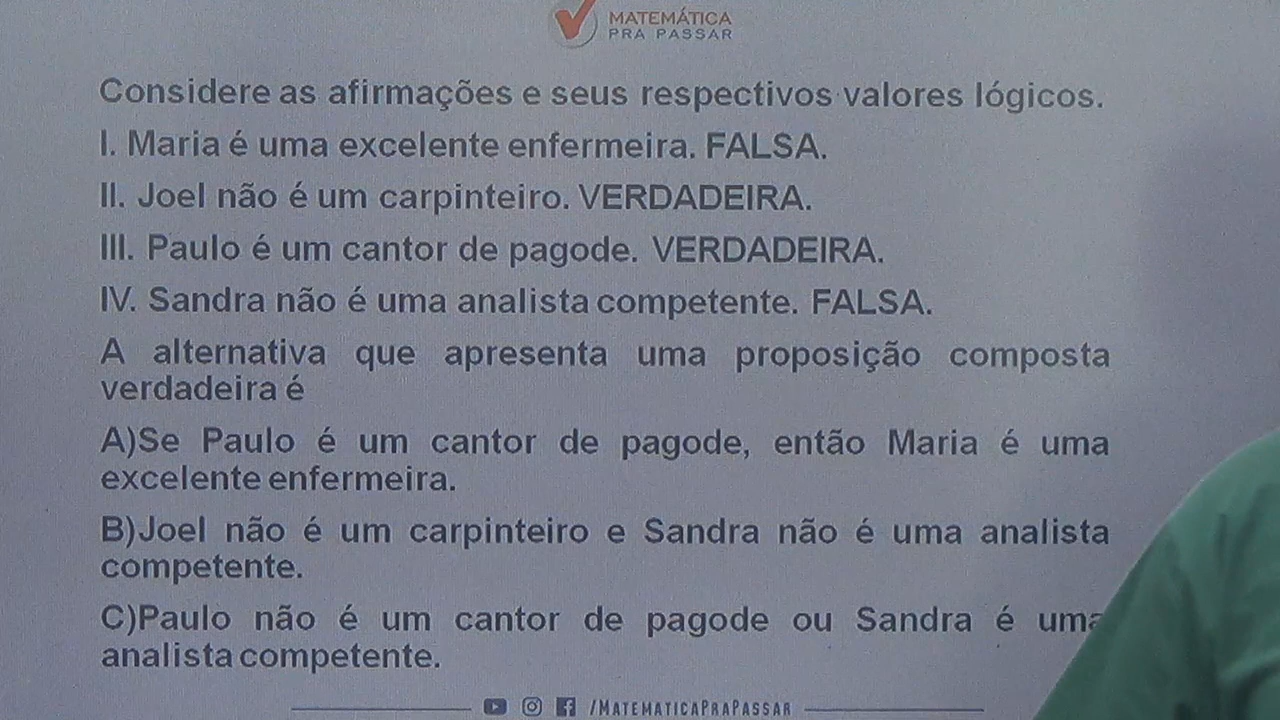 MATEMÁTICA
PRA PASSAR
Considere as afirmações e seus respectivos valores lógicos.
I. Maria é uma excelente enfermeira. FALSA.
II. Joel não é um carpinteiro. VERDADEIRA.
III. Paulo é um cantor de pagode. VERDADEIRA.
IV. Sandra não é uma analista competente. FALSA.
A alternativa que apresenta uma proposição composta
verdadeira é
A)Se Paulo é um cantor de pagode, então Maria é uma
excelente enfermeira.
B)Joel não é um carpinteiro e Sandra não é uma analista
competente.
C)Paulo não é um cantor de pagode ou Sandra é uma
analista competente.
/MATEMATICAPRAPASSAR